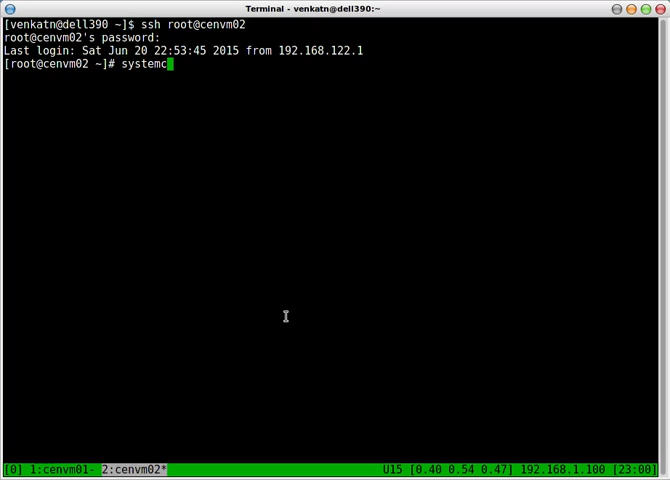 Terminal - venkatn@dell390:~
[venkatn@dell390 ~]$ ssh root@cenvm02
root@cenvm02's password:
Last login: Sat Jun 20 22:53:45 2015 from 192.168.122.1
[root@cenvm02 ~]# systemc
[0] 1:cenvm01- 2:cenvm02* U15 [0.40 0.54 0.47] 192.168.1.100 [23:00]